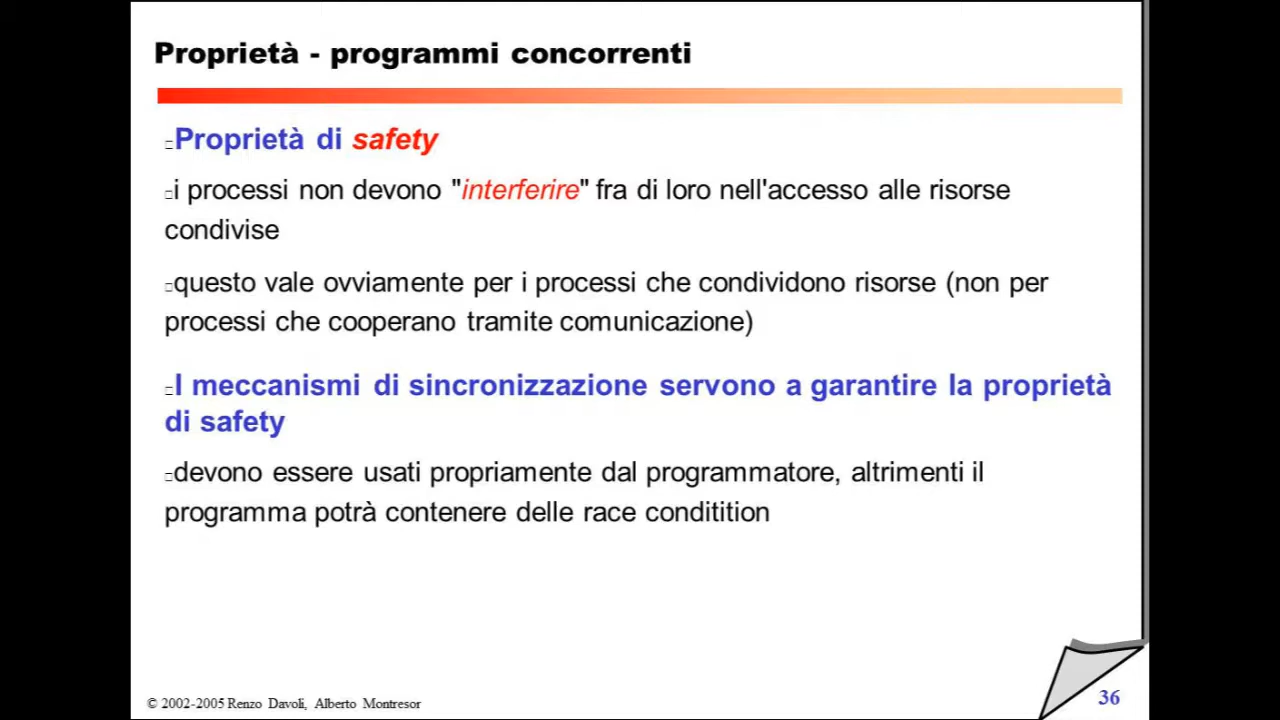 Proprietà - programmi concorrenti
Proprietà di safety
i processi non devono "interferire" fra di loro nell'accesso alle risorse
condivise
questo vale ovviamente per i processi che condividono risorse (non per
processi che cooperano tramite comunicazione)
I meccanismi di sincronizzazione servono a garantire la proprietà
di safety
devono essere usati propriamente dal programmatore, altrimenti il
programma potrà contenere delle race conditition
© 2002-2005 Renzo Davoli, Alberto Montresor
36